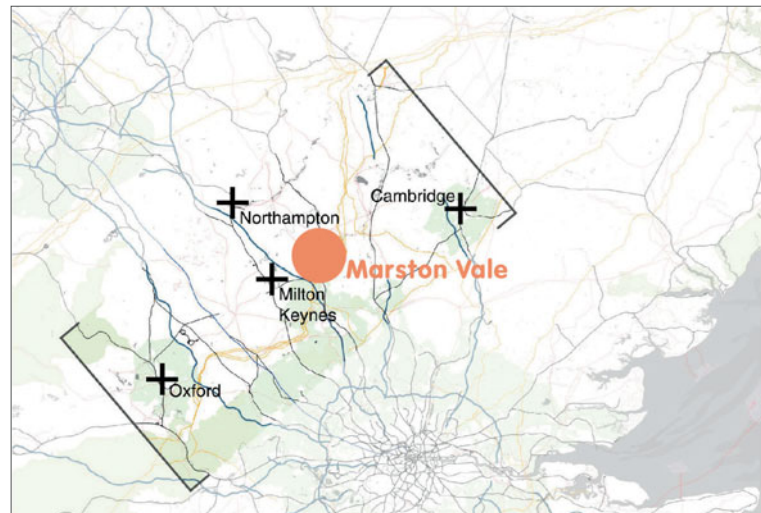 Cambridge
Northampton
Marston Vale
Milton
Keynes
Oxford